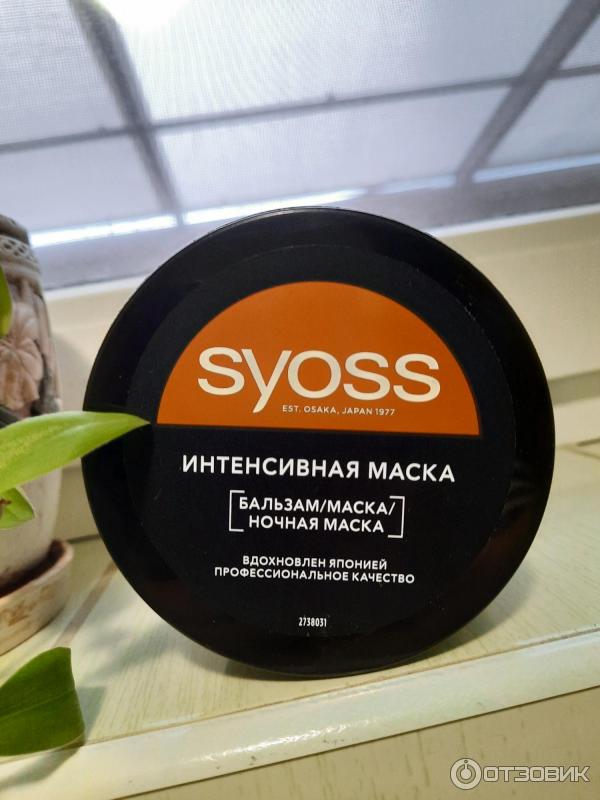 syoss
EST. OSAKA, JAPAN 1977
ИНТЕНСИВНАЯ МАСКА
БАЛЬЗАМ/МАСКА/
НОЧНАЯ МАСКА
ВДОХНОВЛЕН ЯПОНИЕЙ
ПРОФЕССИОНАЛЬНОЕ КАЧЕСТВО
2738031
ОТЗОВИК